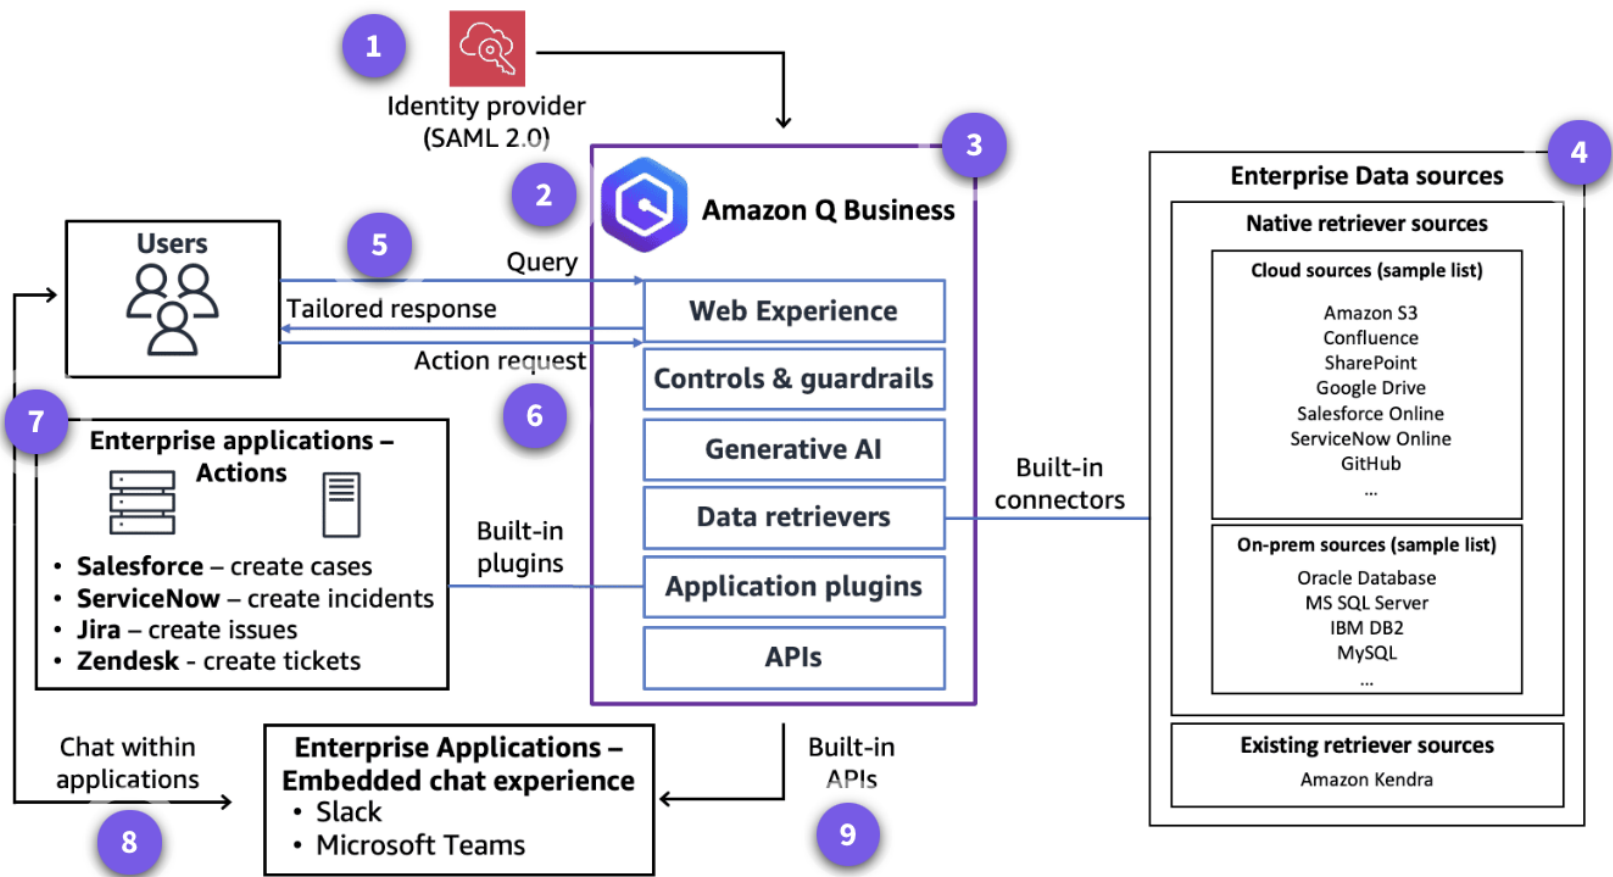 1
Identity provider
(SAML 2.0)
2
3
Amazon Q Business
4
Enterprise Data sources
Native retriever sources
Cloud sources (sample list)
Amazon S3
Confluence
SharePoint
Google Drive
Salesforce Online
ServiceNow Online
GitHub
...
On-prem sources (sample list)
Oracle Database
MS SQL Server
IBM DB2
MySQL
...
Existing retriever sources
Amazon Kendra
Users
5
Query
Tailored response
Action request
6
Web Experience
Controls & guardrails
Generative AI
Data retrievers
Application plugins
APIs
Built-in
connectors
7
Enterprise applications –
Actions
• Salesforce – create cases
• ServiceNow – create incidents
• Jira – create issues
• Zendesk - create tickets
Built-in
plugins
Chat within
applications
8
Enterprise Applications –
Embedded chat experience
• Slack
• Microsoft Teams
Built-in
APIs
9